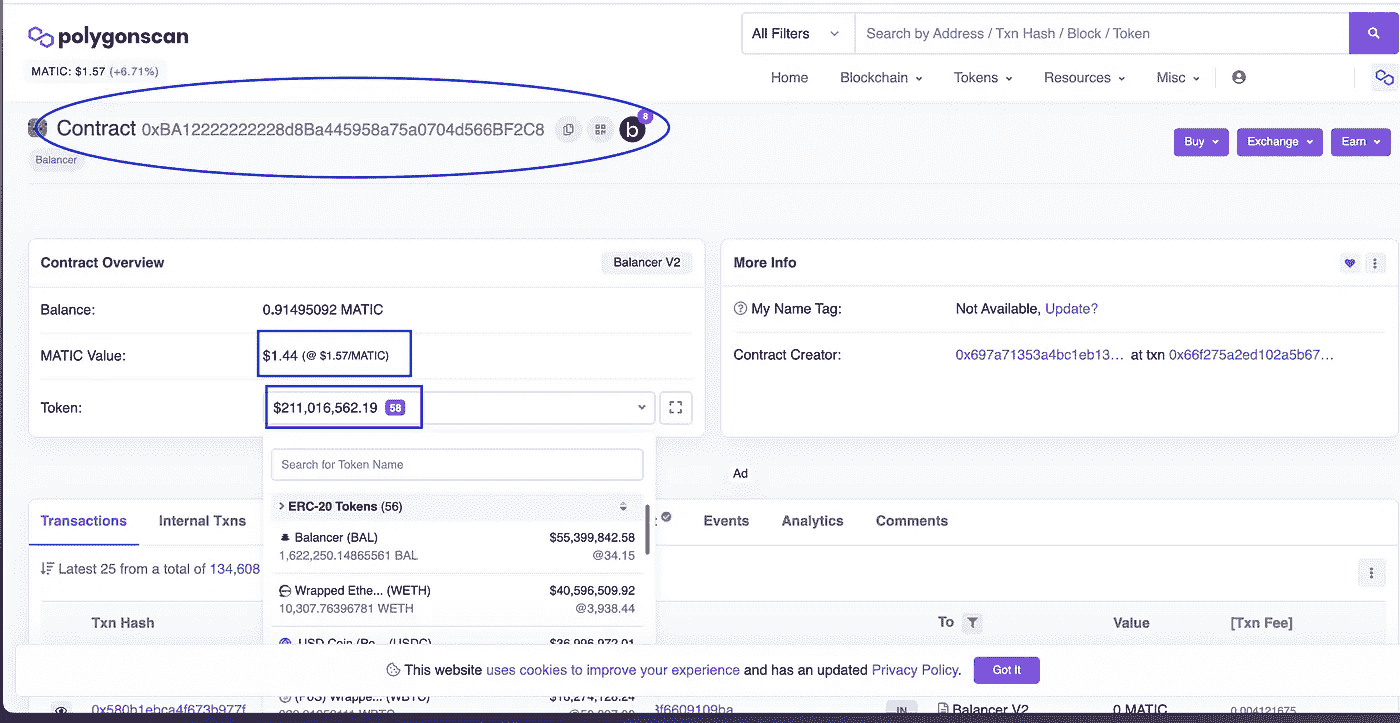 polygonscan
All Filters
Search by Address / Txn Hash / Block / Token
MATIC: $1.57 (+6.71%)
Home Blockchain Tokens Resources Misc
Contract 0xBA12222222228d8Ba445958a75a0704d566BF2C8
b 8
Balancer
Buy Exchange Earn
Contract Overview
Balancer V2
Balance: 0.91495092 MATIC
MATIC Value: $1.44 (@ $1.57/MATIC)
Token: $211,016,562.19 58
More Info
My Name Tag: Not Available, Update?
Contract Creator: 0x697a71353a4bc1eb13... at txn 0x66f275a2ed102a5b67...
Search for Token Name
Ad
ERC-20 Tokens (56)
Balancer (BAL) $55,399,842.58
1,622,250.14865561 BAL @34.15
Wrapped Ethe... (WETH) $40,596,509.92
10,307.76396781 WETH @3,938.44
USD Coin (Po... (USDC) $36,996,972.01
Transactions Internal Txns Events Analytics Comments
Latest 25 from a total of 134,608
Txn Hash To Value [Txn Fee]
This website uses cookies to improve your experience and has an updated Privacy Policy. Got It
(PoS) Wrappe... (WBTC)
0x580b1ebca4f673b977f 3f6609109ba IN Balancer V2 0 MATIC 0.004121675